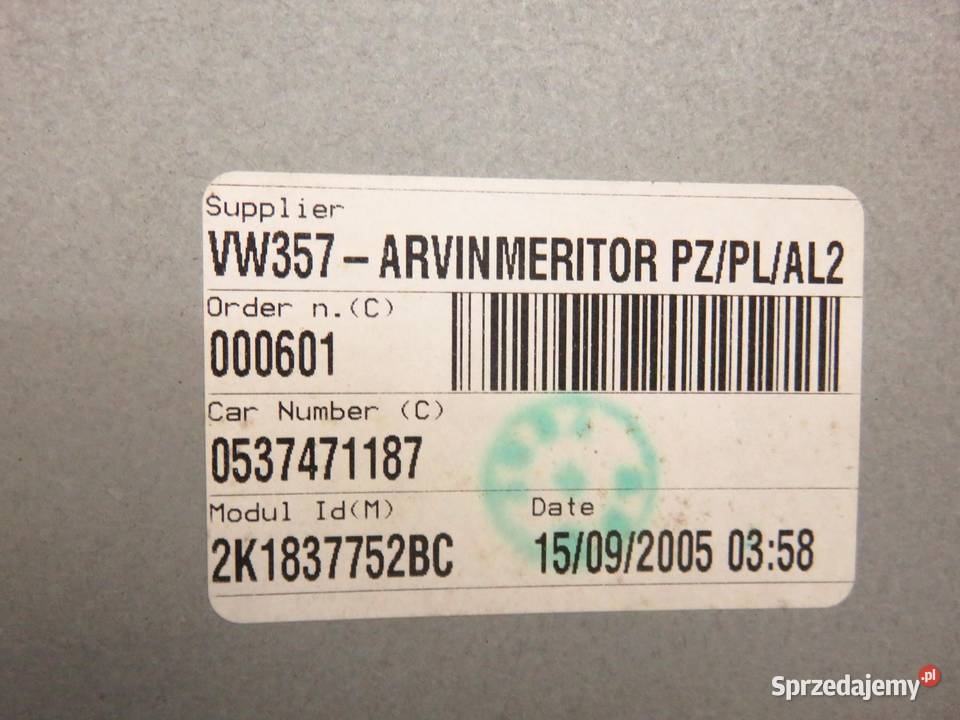 Supplier
VW357 – ARVINMERITOR PZ/PL/AL2
Order n.(C)
000601
Car Number (C)
0537471187
Modul Id(M)
2K1837752BC
Date
15/09/2005 03:58
Sprzedajemy.pl